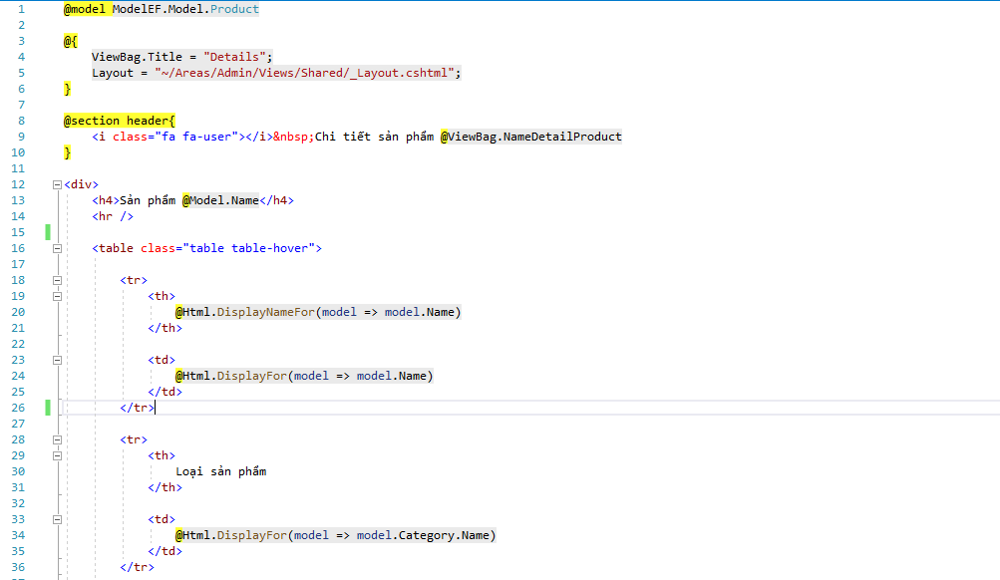 1 @model ModelEF.Model.Product
2
3 @{
4 ViewBag.Title = "Details";
5 Layout = "~/Areas/Admin/Views/Shared/_Layout.cshtml";
6 }
7
8 @section header{
9 <i class="fa fa-user"></i>&nbsp;Chi tiết sản phẩm @ViewBag.NameDetailProduct
10 }
11
12 <div>
13 <h4>Sản phẩm @Model.Name</h4>
14 <hr />
15
16 <table class="table table-hover">
17
18 <tr>
19 <th>
20 @Html.DisplayNameFor(model => model.Name)
21 </th>
22
23 <td>
24 @Html.DisplayFor(model => model.Name)
25 </td>
26 </tr>
27
28 <tr>
29 <th>
30 Loại sản phẩm
31 </th>
32
33 <td>
34 @Html.DisplayFor(model => model.Category.Name)
35 </td>
36 </tr>